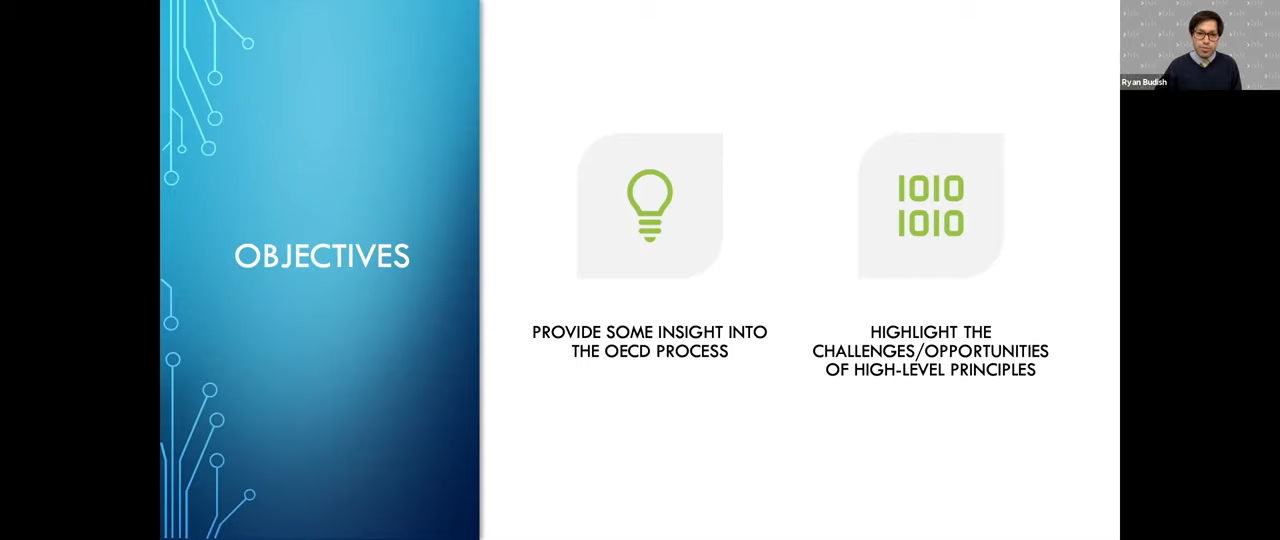 OBJECTIVES
1010
1010
PROVIDE SOME INSIGHT INTO
THE OECD PROCESS
HIGHLIGHT THE
CHALLENGES/OPPORTUNITIES
OF HIGH-LEVEL PRINCIPLES
Ryan Budish